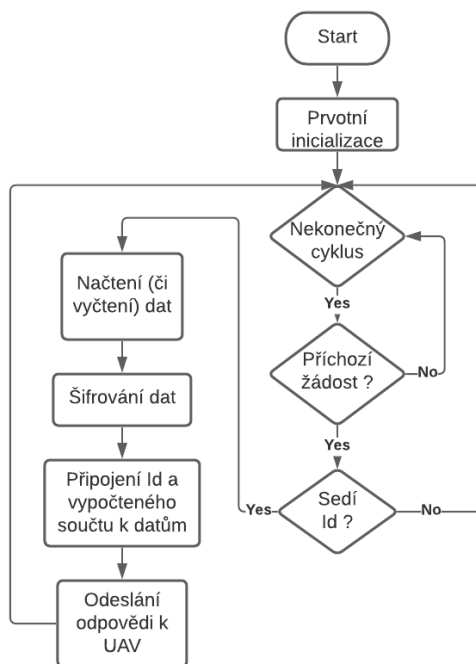 Start
Prvotní
inicializace
Nekonečný
cyklus
Yes
Příchozí
žádost ?
No
Yes
Sedí
Id ?
No
Yes
Načtení (či
vyčtení) dat
Šifrování dat
Připojení Id a
vypočteného
součtu k datům
Odeslání
odpovědi k
UAV